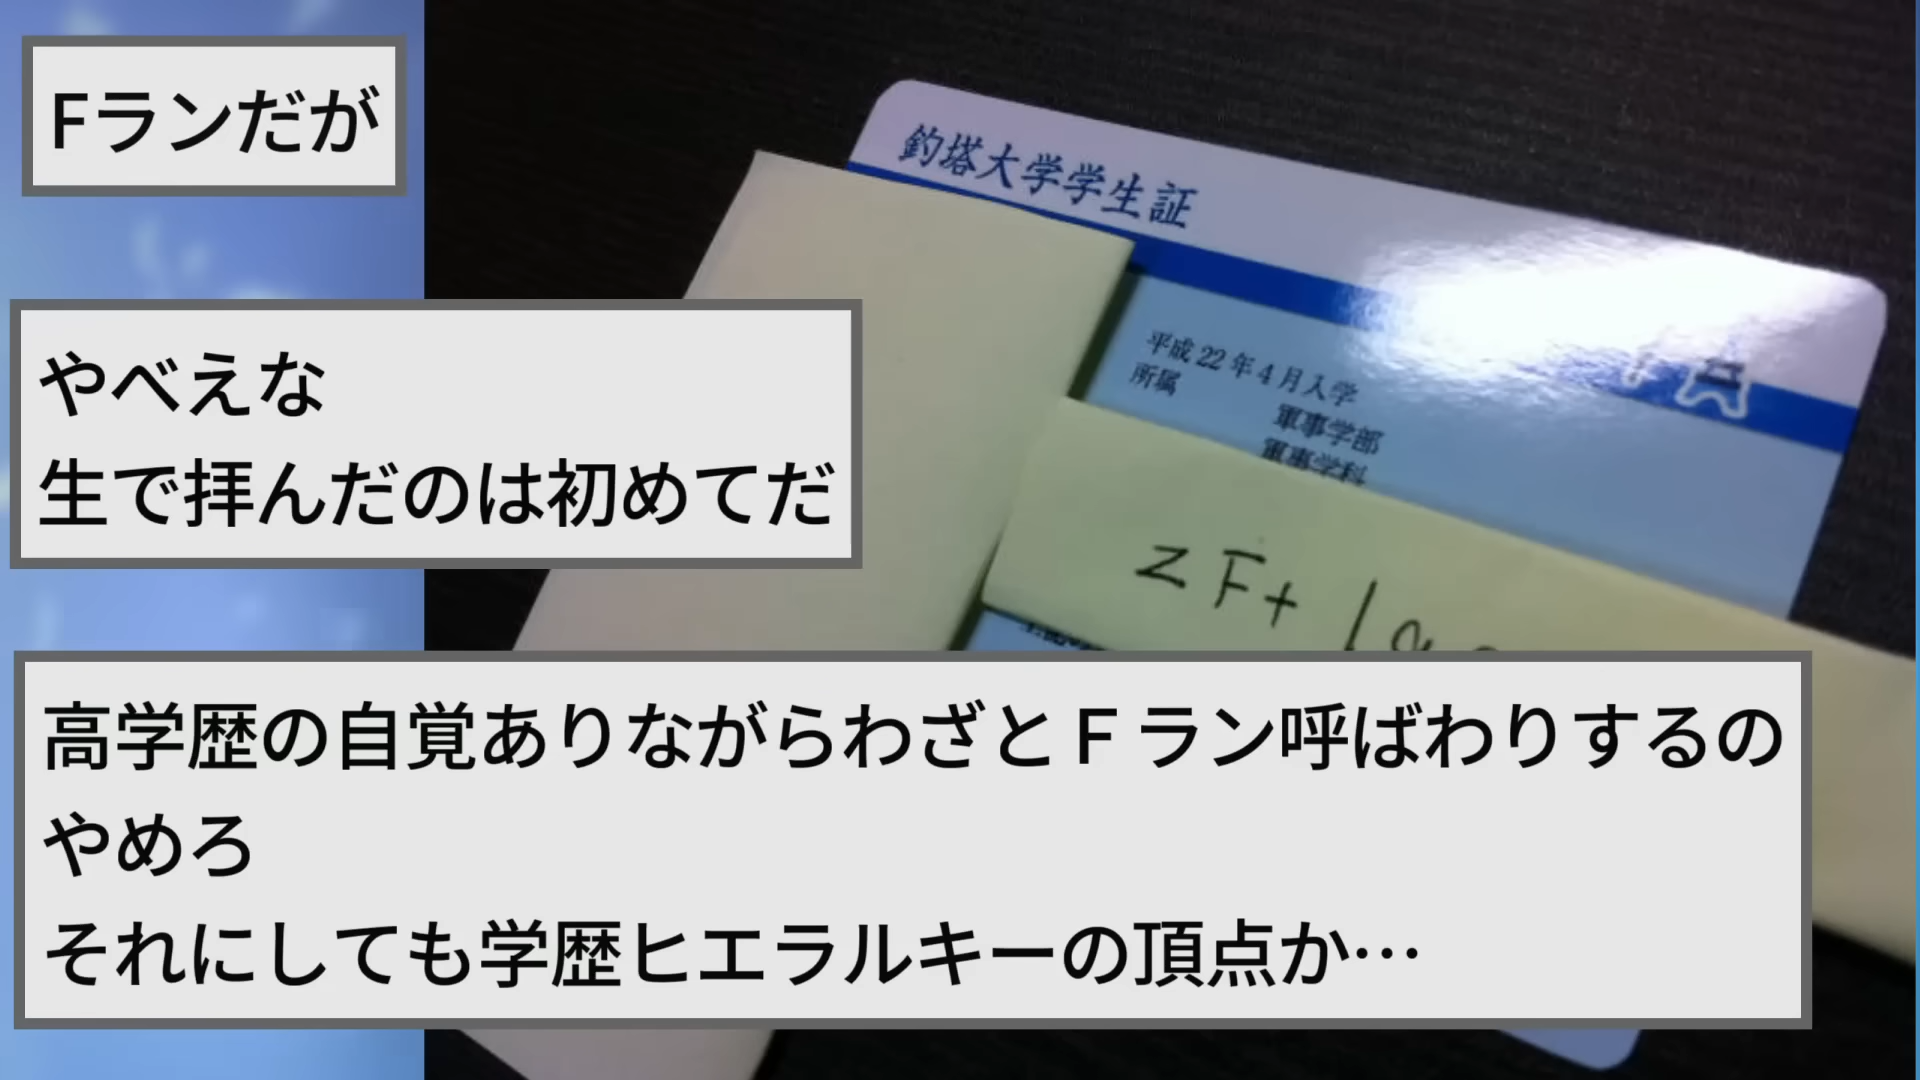 Fランだが
釣塔大学学生証
やべえな
生で拝んだのは初めてだ
平成22年4月入学
所属
軍事学部
軍事学科
ZF+
高学歴の自覚ありながらわざとＦラン呼ばわりするの
やめろ
それにしても学歴ヒエラルキーの頂点か…